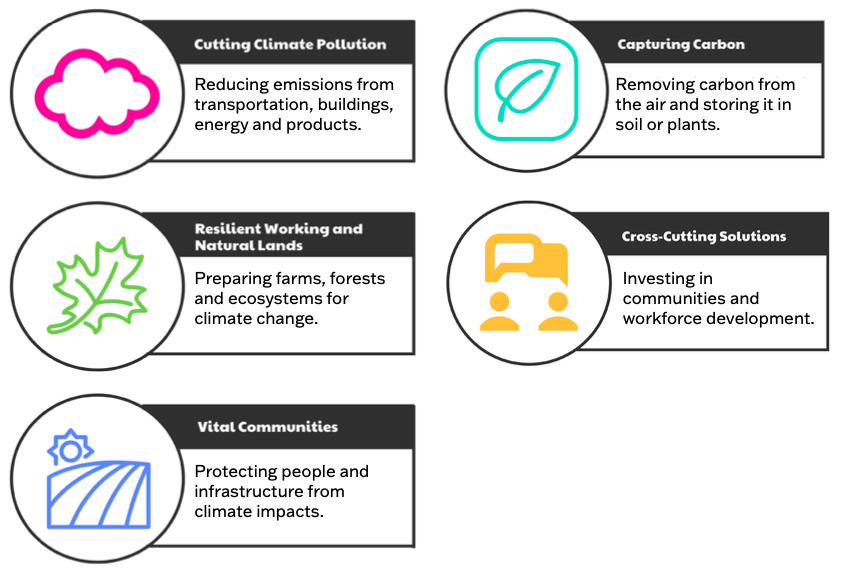 Cutting Climate Pollution
Reducing emissions from
transportation, buildings,
energy and products.
Capturing Carbon
Removing carbon from
the air and storing it in
soil or plants.
Resilient Working and
Natural Lands
Preparing farms, forests
and ecosystems for
climate change.
Cross-Cutting Solutions
Investing in
communities and
workforce development.
Vital Communities
Protecting people and
infrastructure from
climate impacts.